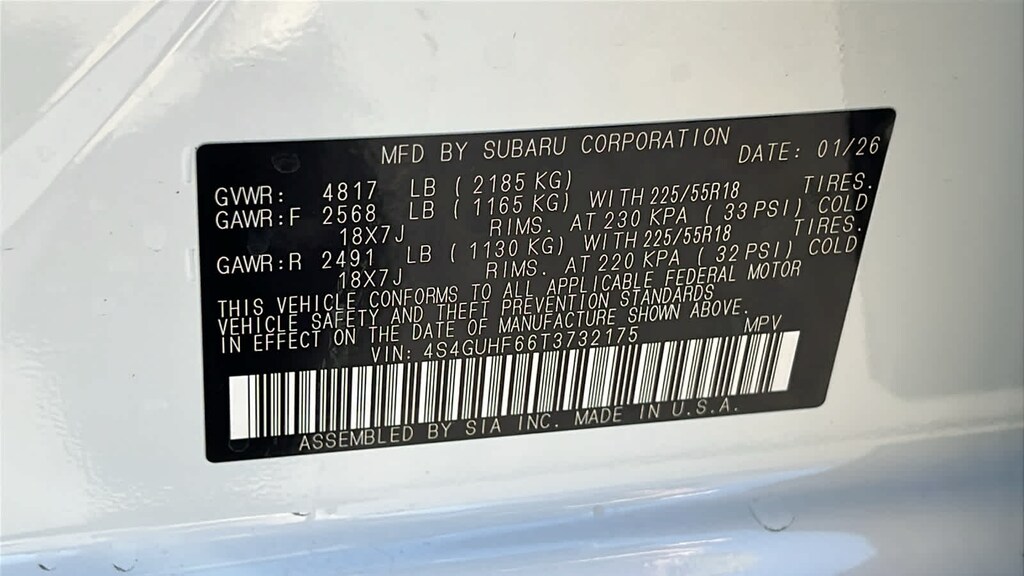 MFD BY SUBARU CORPORATION DATE: 01/26
GVWR: 4817 LB ( 2185 KG)
GAWR:F 2568 LB ( 1165 KG) WITH 225/55R18 TIRES.
18X7J RIMS. AT 230 KPA ( 33 PSI) COLD
GAWR:R 2491 LB ( 1130 KG) WITH 225/55R18 TIRES.
18X7J RIMS. AT 220 KPA ( 32 PSI) COLD
THIS VEHICLE CONFORMS TO ALL APPLICABLE FEDERAL MOTOR
VEHICLE SAFETY AND THEFT PREVENTION STANDARDS
IN EFFECT ON THE DATE OF MANUFACTURE SHOWN ABOVE.
VIN: 4S4GUHF66T3732175 MPV
ASSEMBLED BY SIA INC. MADE IN U.S.A.